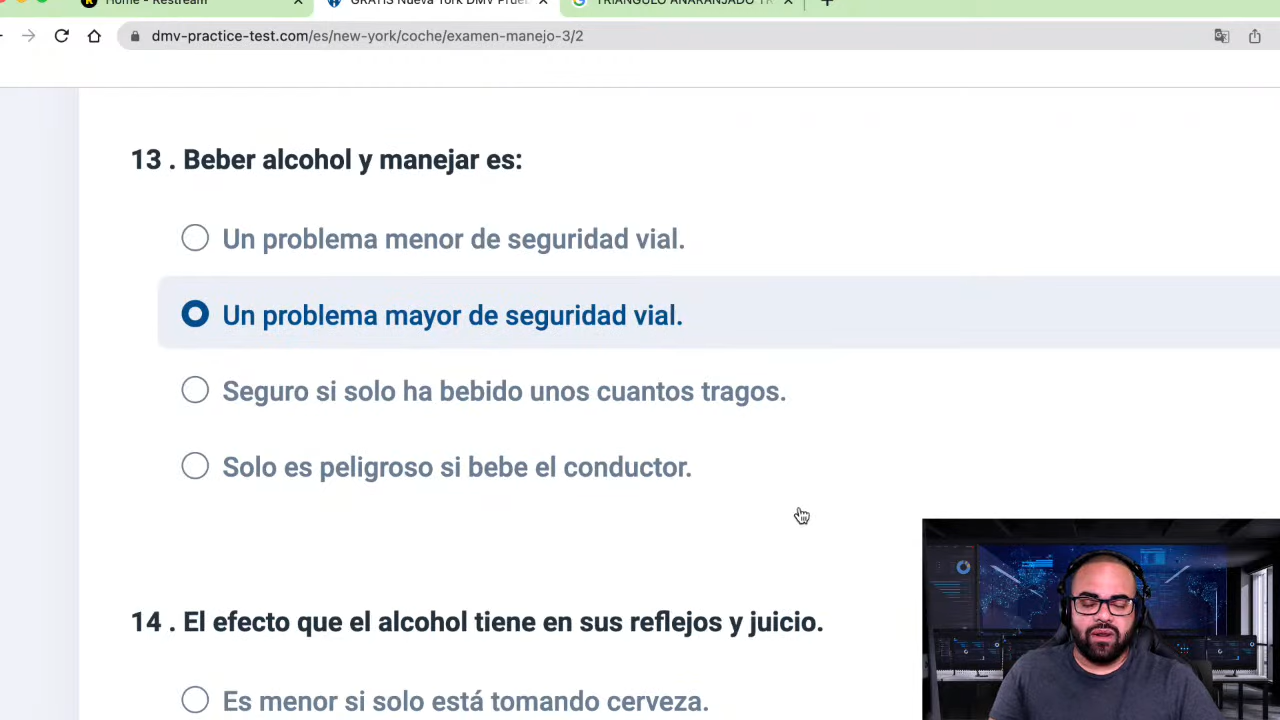 Home - Restream
GRATIS Nueva York DMV Prue
TRIANGULO ANARANJADO TR
dmv-practice-test.com/es/new-york/coche/examen-manejo-3/2
13 . Beber alcohol y manejar es:
Un problema menor de seguridad vial.
Un problema mayor de seguridad vial.
Seguro si solo ha bebido unos cuantos tragos.
Solo es peligroso si bebe el conductor.
14 . El efecto que el alcohol tiene en sus reflejos y juicio.
Es menor si solo está tomando cerveza.